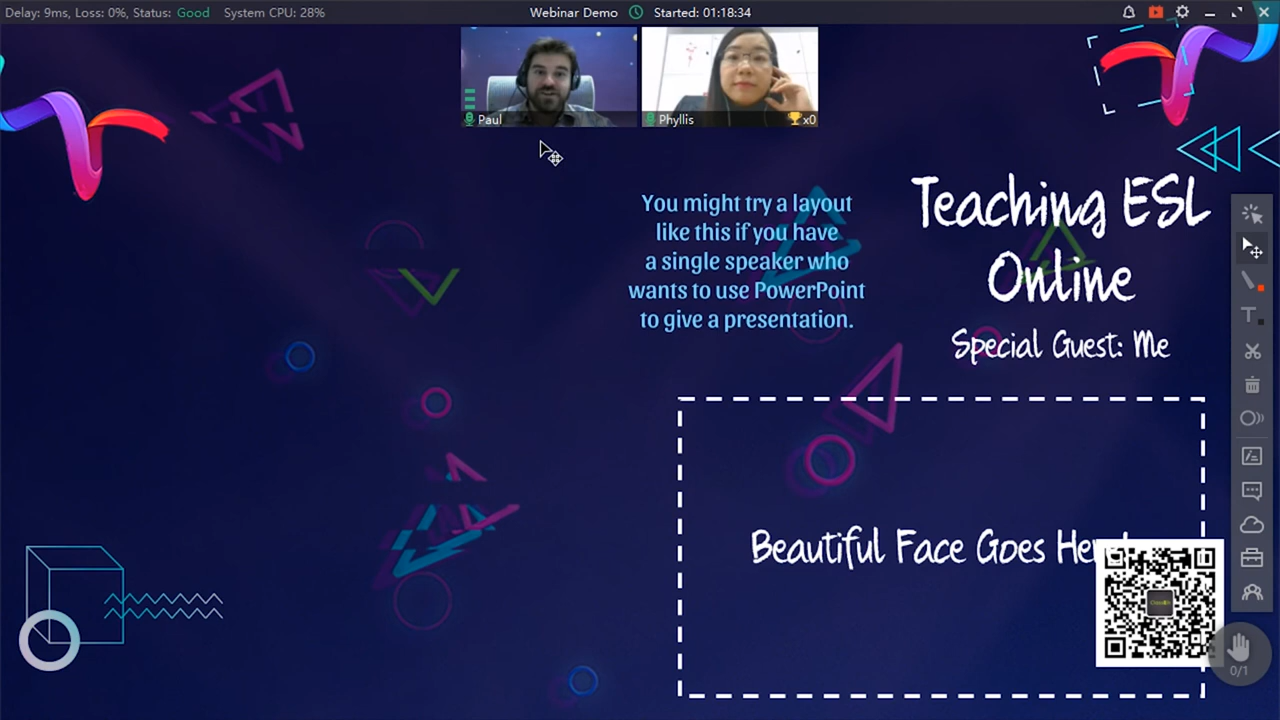 Delay: 9ms, Loss: 0%, Status: Good System CPU: 28%
Webinar Demo Started: 01:18:34
Paul
Phyllis
x0
You might try a layout
like this if you have
a single speaker who
wants to use PowerPoint
to give a presentation.
Teaching ESL
Online
Special Guest: Me
Beautiful Face Goes Here!
0/1